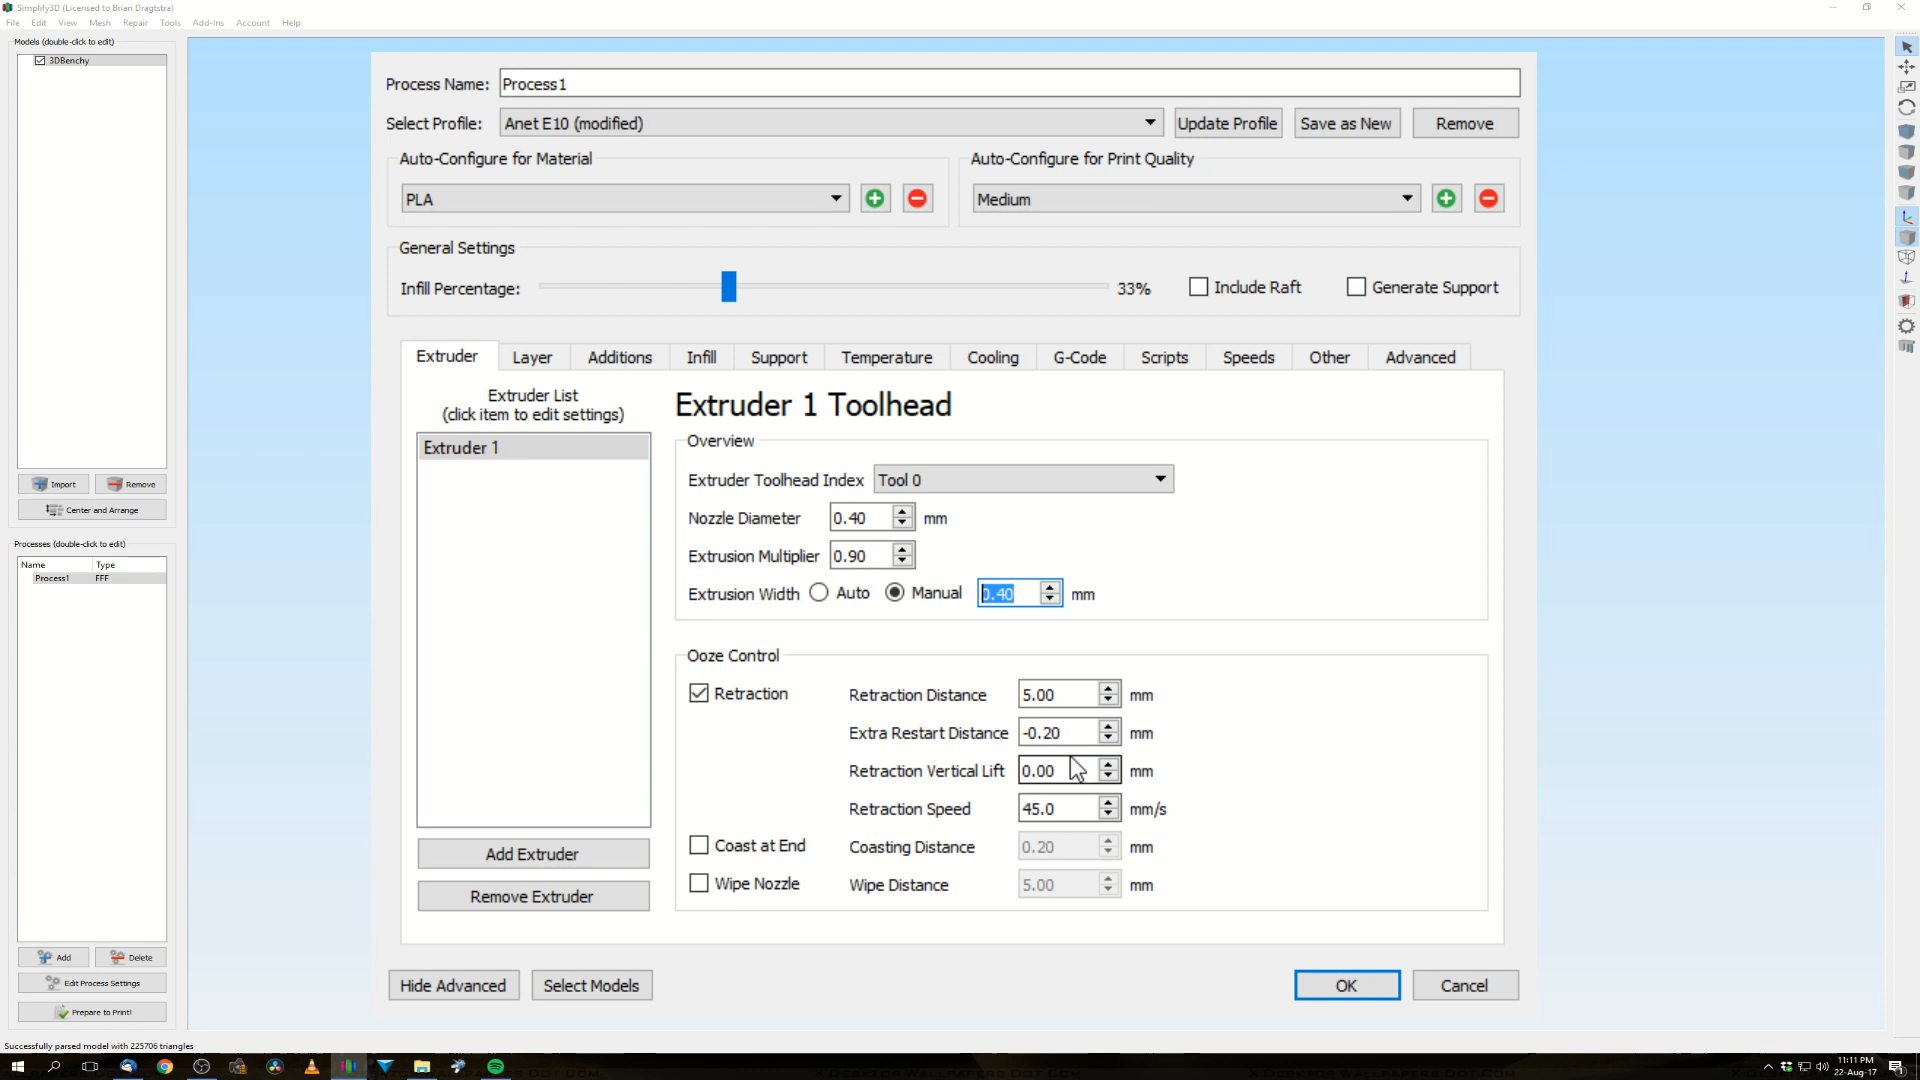 Simplify3D (Licensed to Brian Dragtstra)
File Edit View Mesh Repair Tools Add-Ins Account Help
Models (double-click to edit)
3DBenchy
Import Remove
Center and Arrange
Processes (double-click to edit)
Name Type
Process1 FFF
Add Delete
Edit Process Settings
Prepare to Print!
Process Name: Process1
Select Profile: Anet E10 (modified) Update Profile Save as New Remove
Auto-Configure for Material
PLA
Auto-Configure for Print Quality
Medium
General Settings
Infill Percentage: 33% Include Raft Generate Support
Extruder Layer Additions Infill Support Temperature Cooling G-Code Scripts Speeds Other Advanced
Extruder List
(click item to edit settings)
Extruder 1
Add Extruder
Remove Extruder
Extruder 1 Toolhead
Overview
Extruder Toolhead Index Tool 0
Nozzle Diameter 0.40 mm
Extrusion Multiplier 0.90
Extrusion Width Auto Manual 0.40 mm
Ooze Control
Retraction Retraction Distance 5.00 mm
Extra Restart Distance -0.20 mm
Retraction Vertical Lift 0.00 mm
Retraction Speed 45.0 mm/s
Coast at End Coasting Distance 0.20 mm
Wipe Nozzle Wipe Distance 5.00 mm
Hide Advanced Select Models OK Cancel
Successfully parsed model with 225706 triangles
11:11 PM
22-Aug-17